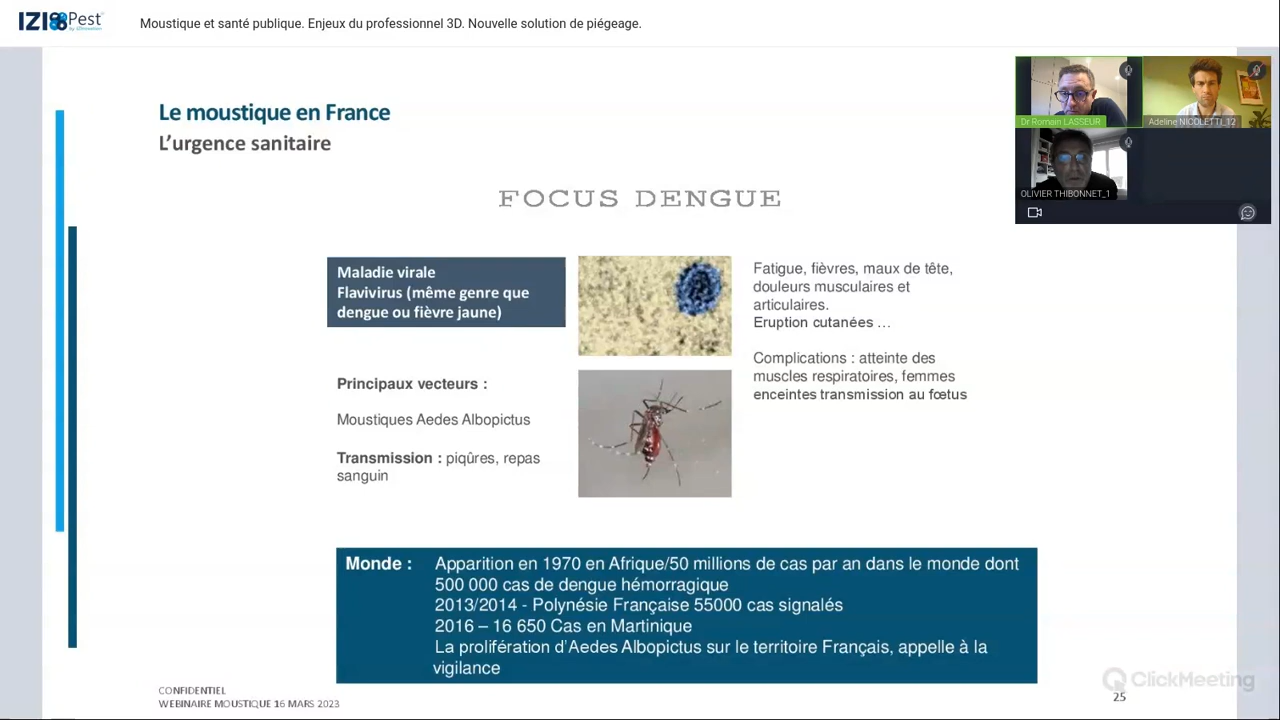 IZI Pest
by IZInovation
Moustique et santé publique. Enjeux du professionnel 3D. Nouvelle solution de piégeage.
Dr Romain LASSEUR
Adeline NICOLETTI_12
OLIVIER THIBONNET_1
Le moustique en France
L’urgence sanitaire
FOCUS DENGUE
Maladie virale
Flavivirus (même genre que
dengue ou fièvre jaune)
Fatigue, fièvres, maux de tête,
douleurs musculaires et
articulaires.
Eruption cutanées …
Complications : atteinte des
muscles respiratoires, femmes
enceintes transmission au fœtus
Principaux vecteurs :
Moustiques Aedes Albopictus
Transmission : piqûres, repas
sanguin
Monde : Apparition en 1970 en Afrique/50 millions de cas par an dans le monde dont
500 000 cas de dengue hémorragique
2013/2014 - Polynésie Française 55000 cas signalés
2016 – 16 650 Cas en Martinique
La prolifération d’Aedes Albopictus sur le territoire Français, appelle à la
vigilance
CONFIDENTIEL
WEBINAIRE MOUSTIQUE 16 MARS 2023
ClickMeeting
25